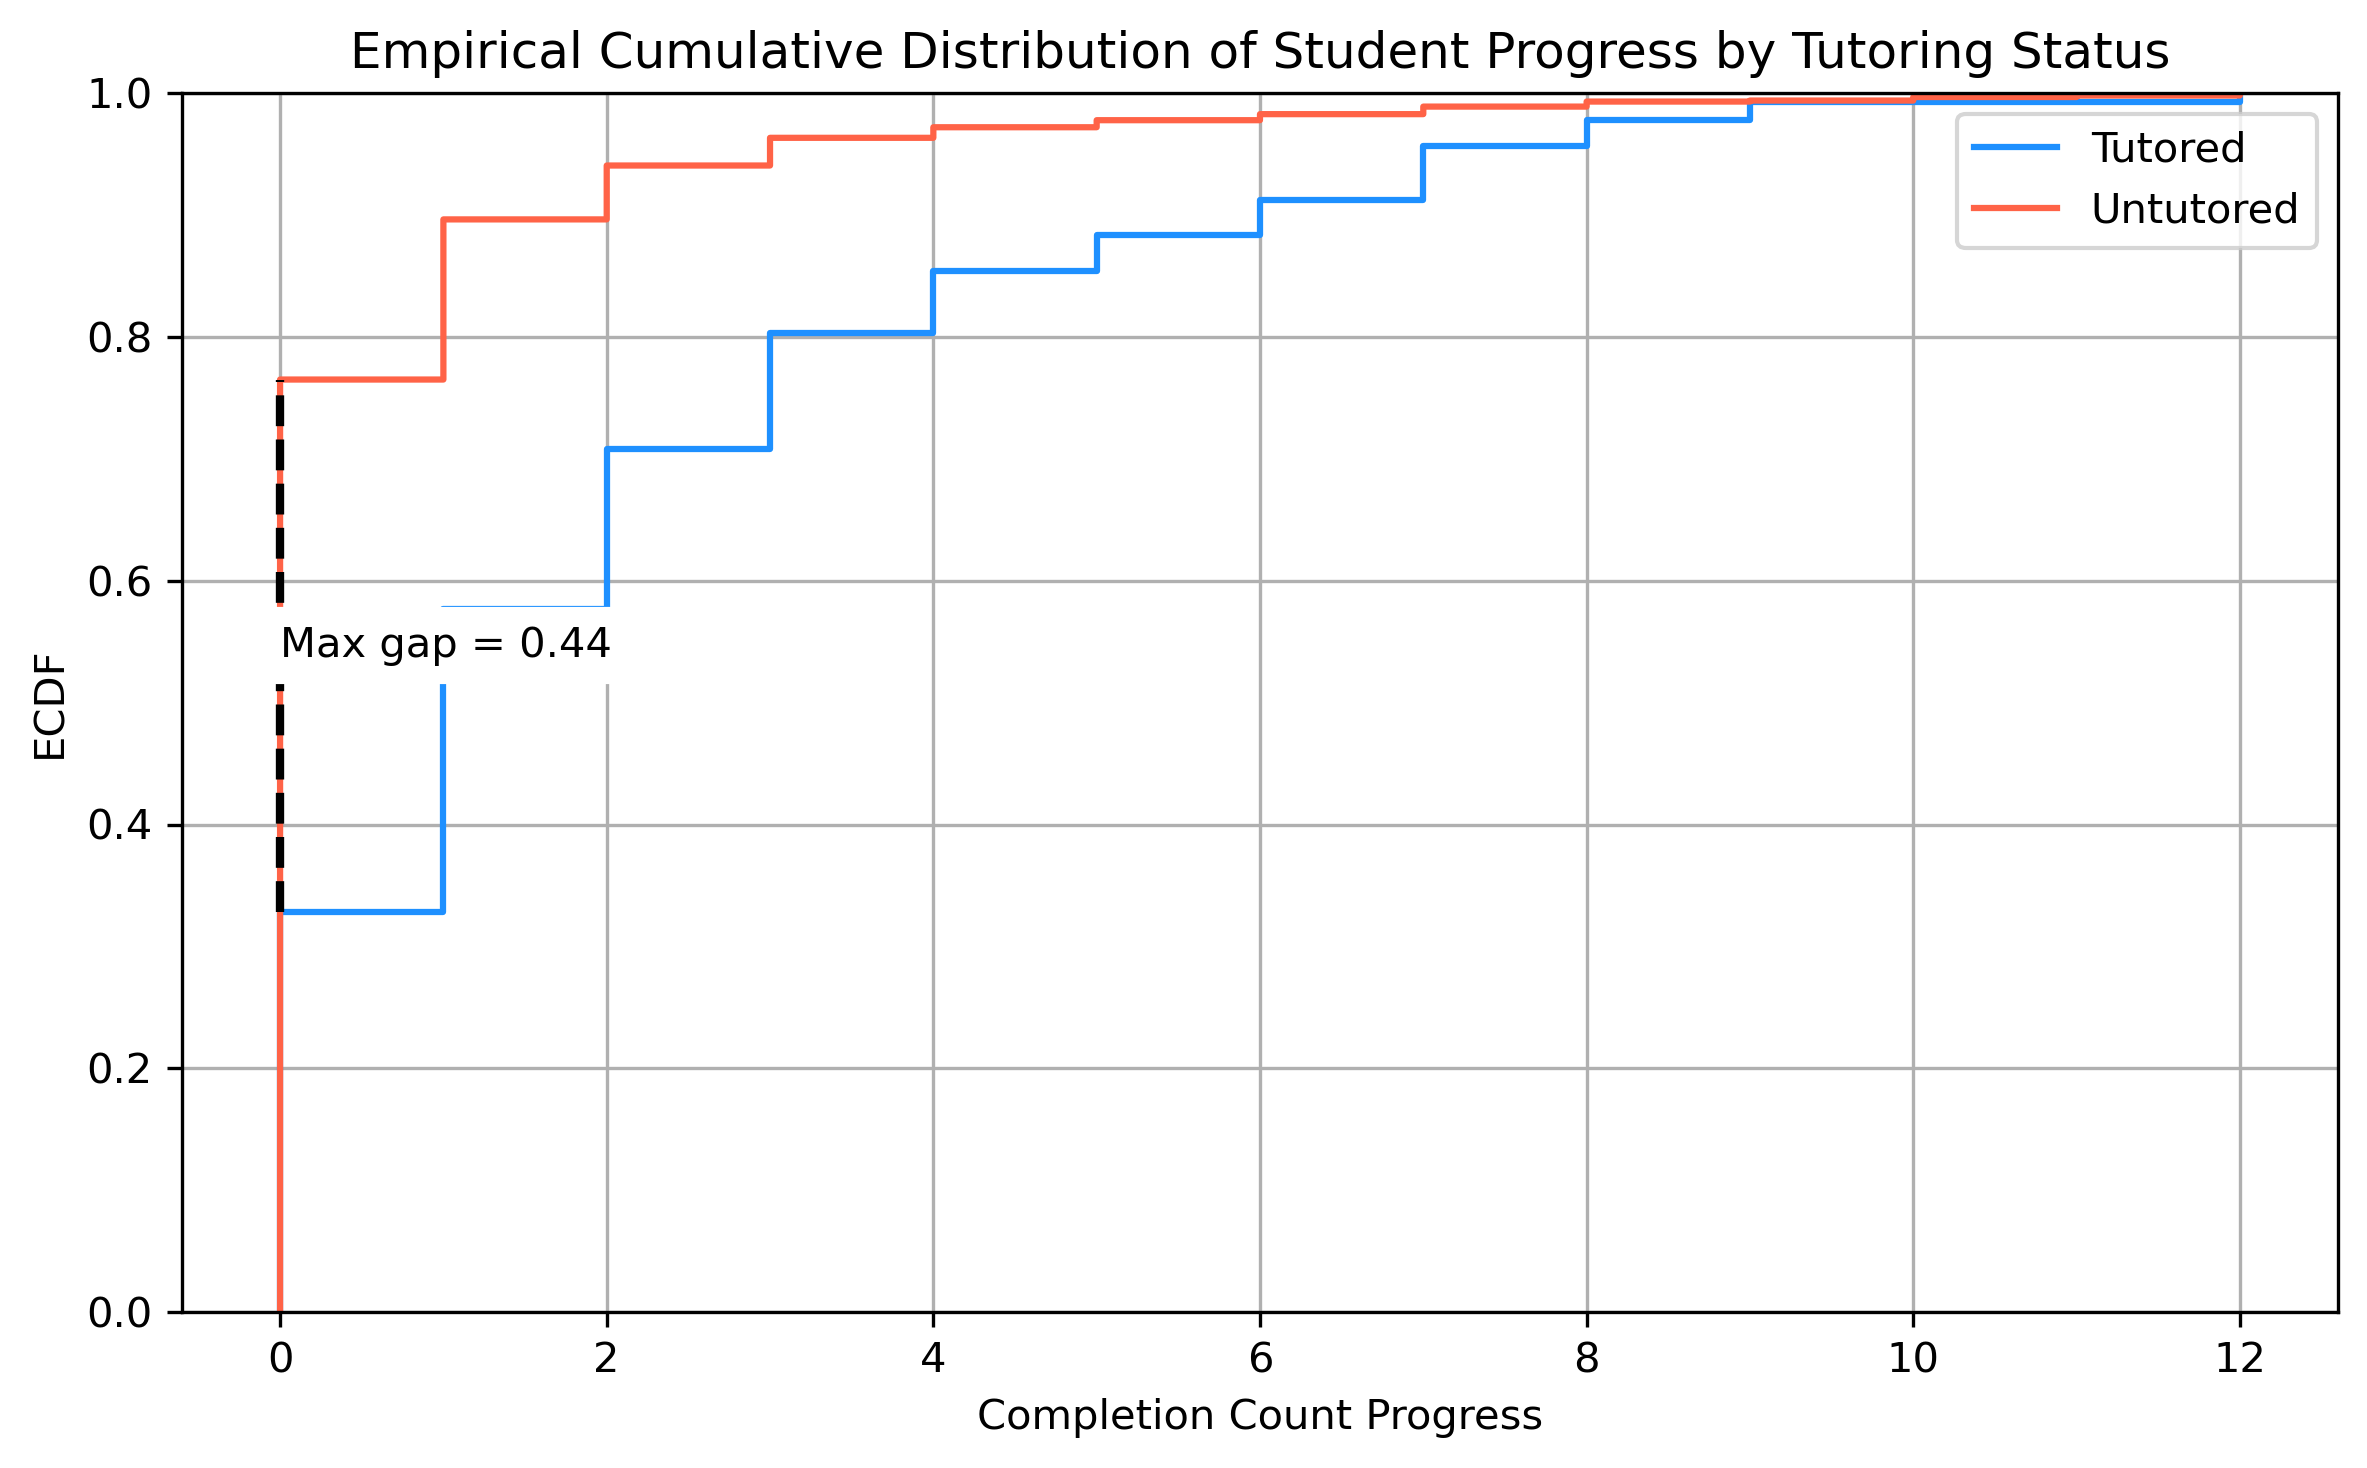 Empirical Cumulative Distribution of Student Progress by Tutoring Status
1.0
0.8
0.6
0.4
0.2
0.0
ECDF
Tutored
Untutored
Max gap = 0.44
0 2 4 6 8 10 12
Completion Count Progress